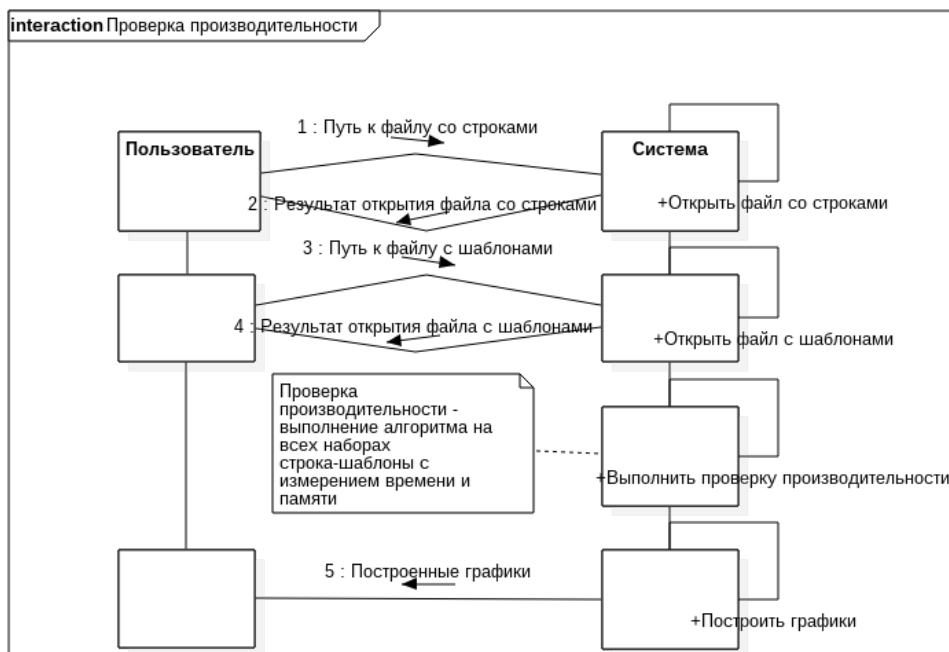 interaction Проверка производительности
1 : Путь к файлу со строками
Пользователь
Система
2 : Результат открытия файла со строками
+Открыть файл со строками
3 : Путь к файлу с шаблонами
4 : Результат открытия файла с шаблонами
+Открыть файл с шаблонами
Проверка
производительности -
выполнение алгоритма на
всех наборах
строка-шаблоны с
измерением времени и
памяти
+Выполнить проверку производительности
5 : Построенные графики
+Построить графики